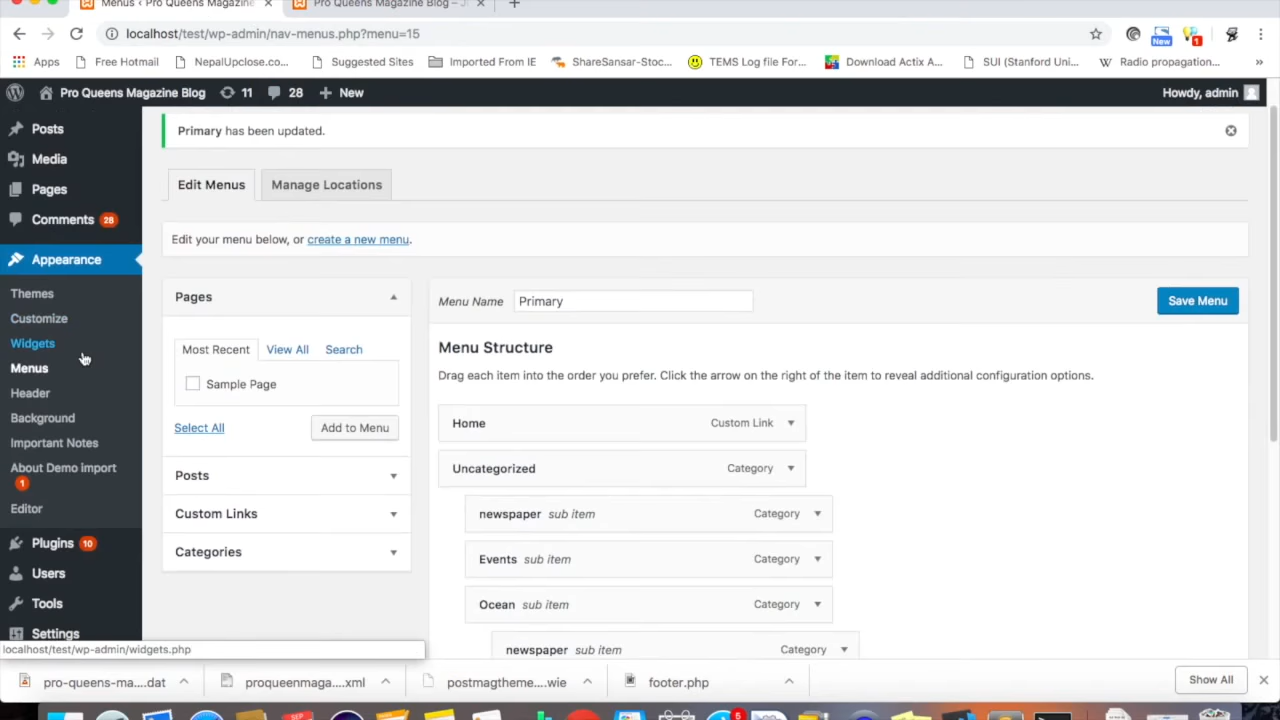 Menus < Pro Queens Magazine
Pro Queens Magazine Blog –
localhost/test/wp-admin/nav-menus.php?menu=15
New
1
Apps
Free Hotmail
NepalUpclose.co...
Suggested Sites
Imported From IE
ShareSansar-Stoc...
TEMS Log file For...
Download Actix A...
SUI (Stanford Uni...
Radio propagation...
»
Pro Queens Magazine Blog
11
28
New
Howdy, admin
Posts
Media
Pages
Comments 28
Appearance
Themes
Customize
Widgets
Menus
Header
Background
Important Notes
About Demo import
1
Editor
Plugins 10
Users
Tools
Settings
Primary has been updated.
Edit Menus
Manage Locations
Edit your menu below, or create a new menu.
Pages
Most Recent
View All
Search
Sample Page
Select All
Add to Menu
Posts
Custom Links
Categories
Menu Name
Primary
Save Menu
Menu Structure
Drag each item into the order you prefer. Click the arrow on the right of the item to reveal additional configuration options.
Home
Custom Link
Uncategorized
Category
newspaper sub item
Category
Events sub item
Category
Ocean sub item
Category
newspaper sub item
Category
localhost/test/wp-admin/widgets.php
pro-queens-ma....dat
proqueenmaga....xml
postmagtheme....wie
footer.php
Show All